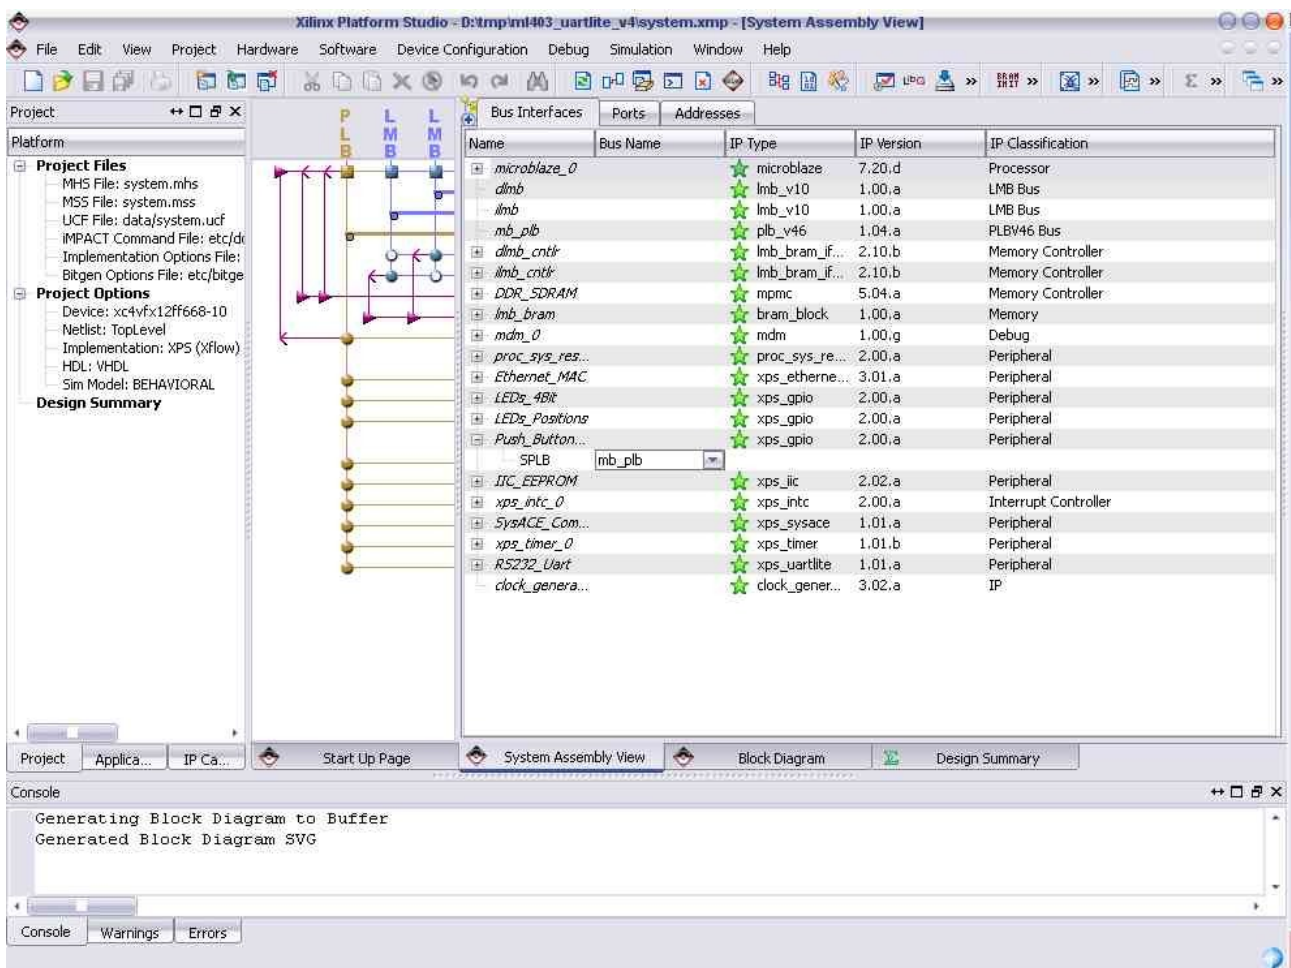 Xilinx Platform Studio - D:\tmp\ml403_uartlite_v4\system.xmp - [System Assembly View]
File Edit View Project Hardware Software Device Configuration Debug Simulation Window Help
Project
Platform
Project Files
MHS File: system.mhs
MSS File: system.mss
UCF File: data/system.ucf
iMPACT Command File: etc/do
Implementation Options File:
Bitgen Options File: etc/bitge
Project Options
Device: xc4vfx12ff668-10
Netlist: TopLevel
Implementation: XPS (Xflow)
HDL: VHDL
Sim Model: BEHAVIORAL
Design Summary
PLB LMB LMB
Bus Interfaces Ports Addresses
Name Bus Name IP Type IP Version IP Classification
microblaze_0 microblaze 7.20.d Processor
dlmb lmb_v10 1.00.a LMB Bus
ilmb lmb_v10 1.00.a LMB Bus
mb_plb plb_v46 1.04.a PLBV46 Bus
dlmb_cntlr lmb_bram_if... 2.10.b Memory Controller
ilmb_cntlr lmb_bram_if... 2.10.b Memory Controller
DDR_SDRAM mpmc 5.04.a Memory Controller
lmb_bram bram_block 1.00.a Memory
mdm_0 mdm 1.00.g Debug
proc_sys_res... proc_sys_re... 2.00.a Peripheral
Ethernet_MAC xps_etherne... 3.01.a Peripheral
LEDs_4Bit xps_gpio 2.00.a Peripheral
LEDs_Positions xps_gpio 2.00.a Peripheral
Push_Button... xps_gpio 2.00.a Peripheral
SPLB mb_plb
IIC_EEPROM xps_iic 2.02.a Peripheral
xps_intc_0 xps_intc 2.00.a Interrupt Controller
SysACE_Com... xps_sysace 1.01.a Peripheral
xps_timer_0 xps_timer 1.01.b Peripheral
RS232_Uart xps_uartlite 1.01.a Peripheral
clock_genera... clock_gener... 3.02.a IP
Project Applica... IP Ca... Start Up Page System Assembly View Block Diagram Design Summary
Console
Generating Block Diagram to Buffer
Generated Block Diagram SVG
Console Warnings Errors